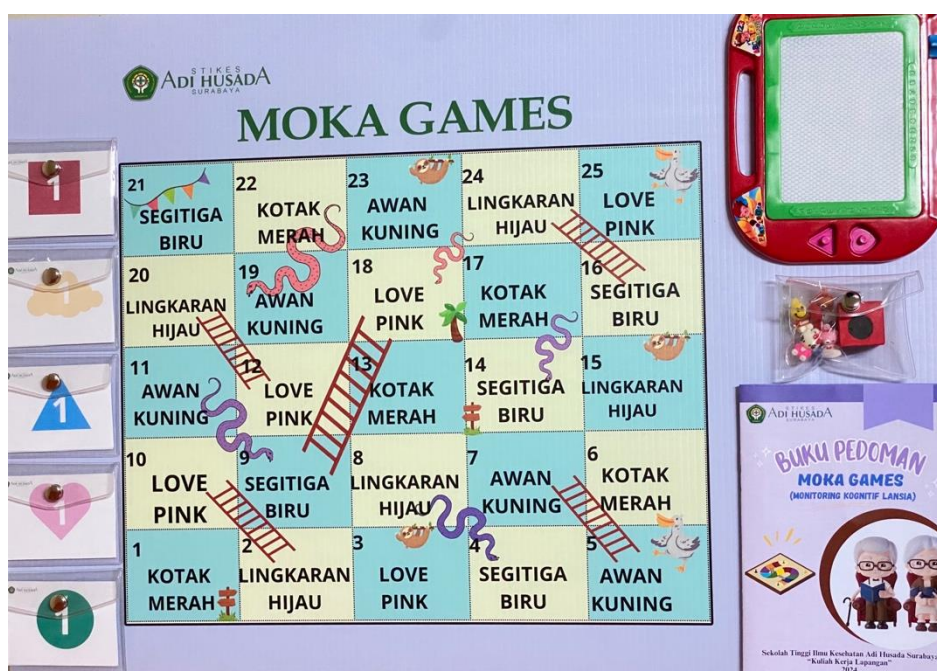 STIKES
ADI HUSADA
SURABAYA
MOKA GAMES
21
SEGITIGA
BIRU
22
KOTAK
MERAH
23
AWAN
KUNING
24
LINGKARAN
HIJAU
25
LOVE
PINK
20
LINGKARAN
HIJAU
19
AWAN
KUNING
18
LOVE
PINK
17
KOTAK
MERAH
16
SEGITIGA
BIRU
11
AWAN
KUNING
12
LOVE
PINK
13
KOTAK
MERAH
14
SEGITIGA
BIRU
15
LINGKARAN
HIJAU
10
LOVE
PINK
9
SEGITIGA
BIRU
8
LINGKARAN
HIJAU
7
AWAN
KUNING
6
KOTAK
MERAH
1
KOTAK
MERAH
2
LINGKARAN
HIJAU
3
LOVE
PINK
4
SEGITIGA
BIRU
5
AWAN
KUNING
1
1
1
1
1
STIKES
ADI HUSADA
SURABAYA
BUKU PEDOMAN
MOKA GAMES
(MONITORING KOGNITIF LANSIA)
Sekolah Tinggi Ilmu Kesehatan Adi Husada Surabaya
"Kuliah Kerja Lapangan"
2024